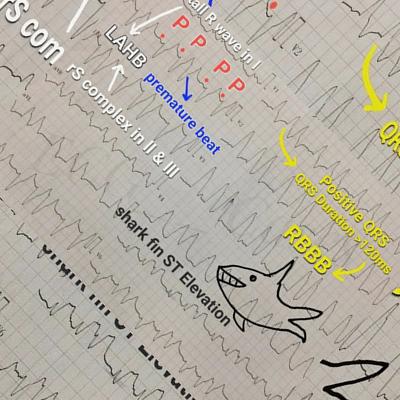 tall R wave in I
P P P P
LAHB
rS com
rS complex in II & III
premature beat
QRS
Positive QRS
QRS Duration >120ms
RBBB
shark fin ST Elevation